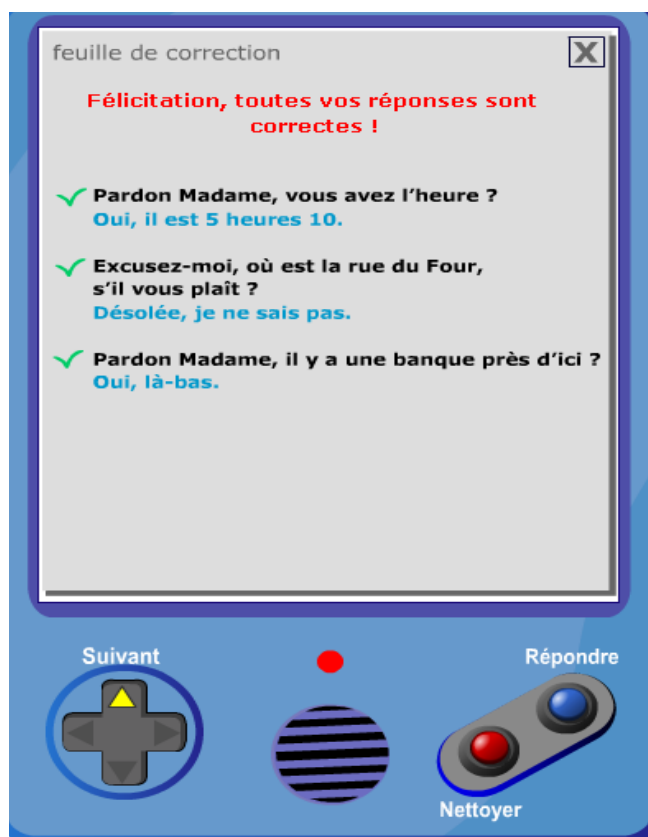 feuille de correction
X
Félicitation, toutes vos réponses sont
correctes !
Pardon Madame, vous avez l'heure ?
Oui, il est 5 heures 10.
Excusez-moi, où est la rue du Four,
s'il vous plaît ?
Désolée, je ne sais pas.
Pardon Madame, il y a une banque près d'ici ?
Oui, là-bas.
Suivant
Répondre
Nettoyer